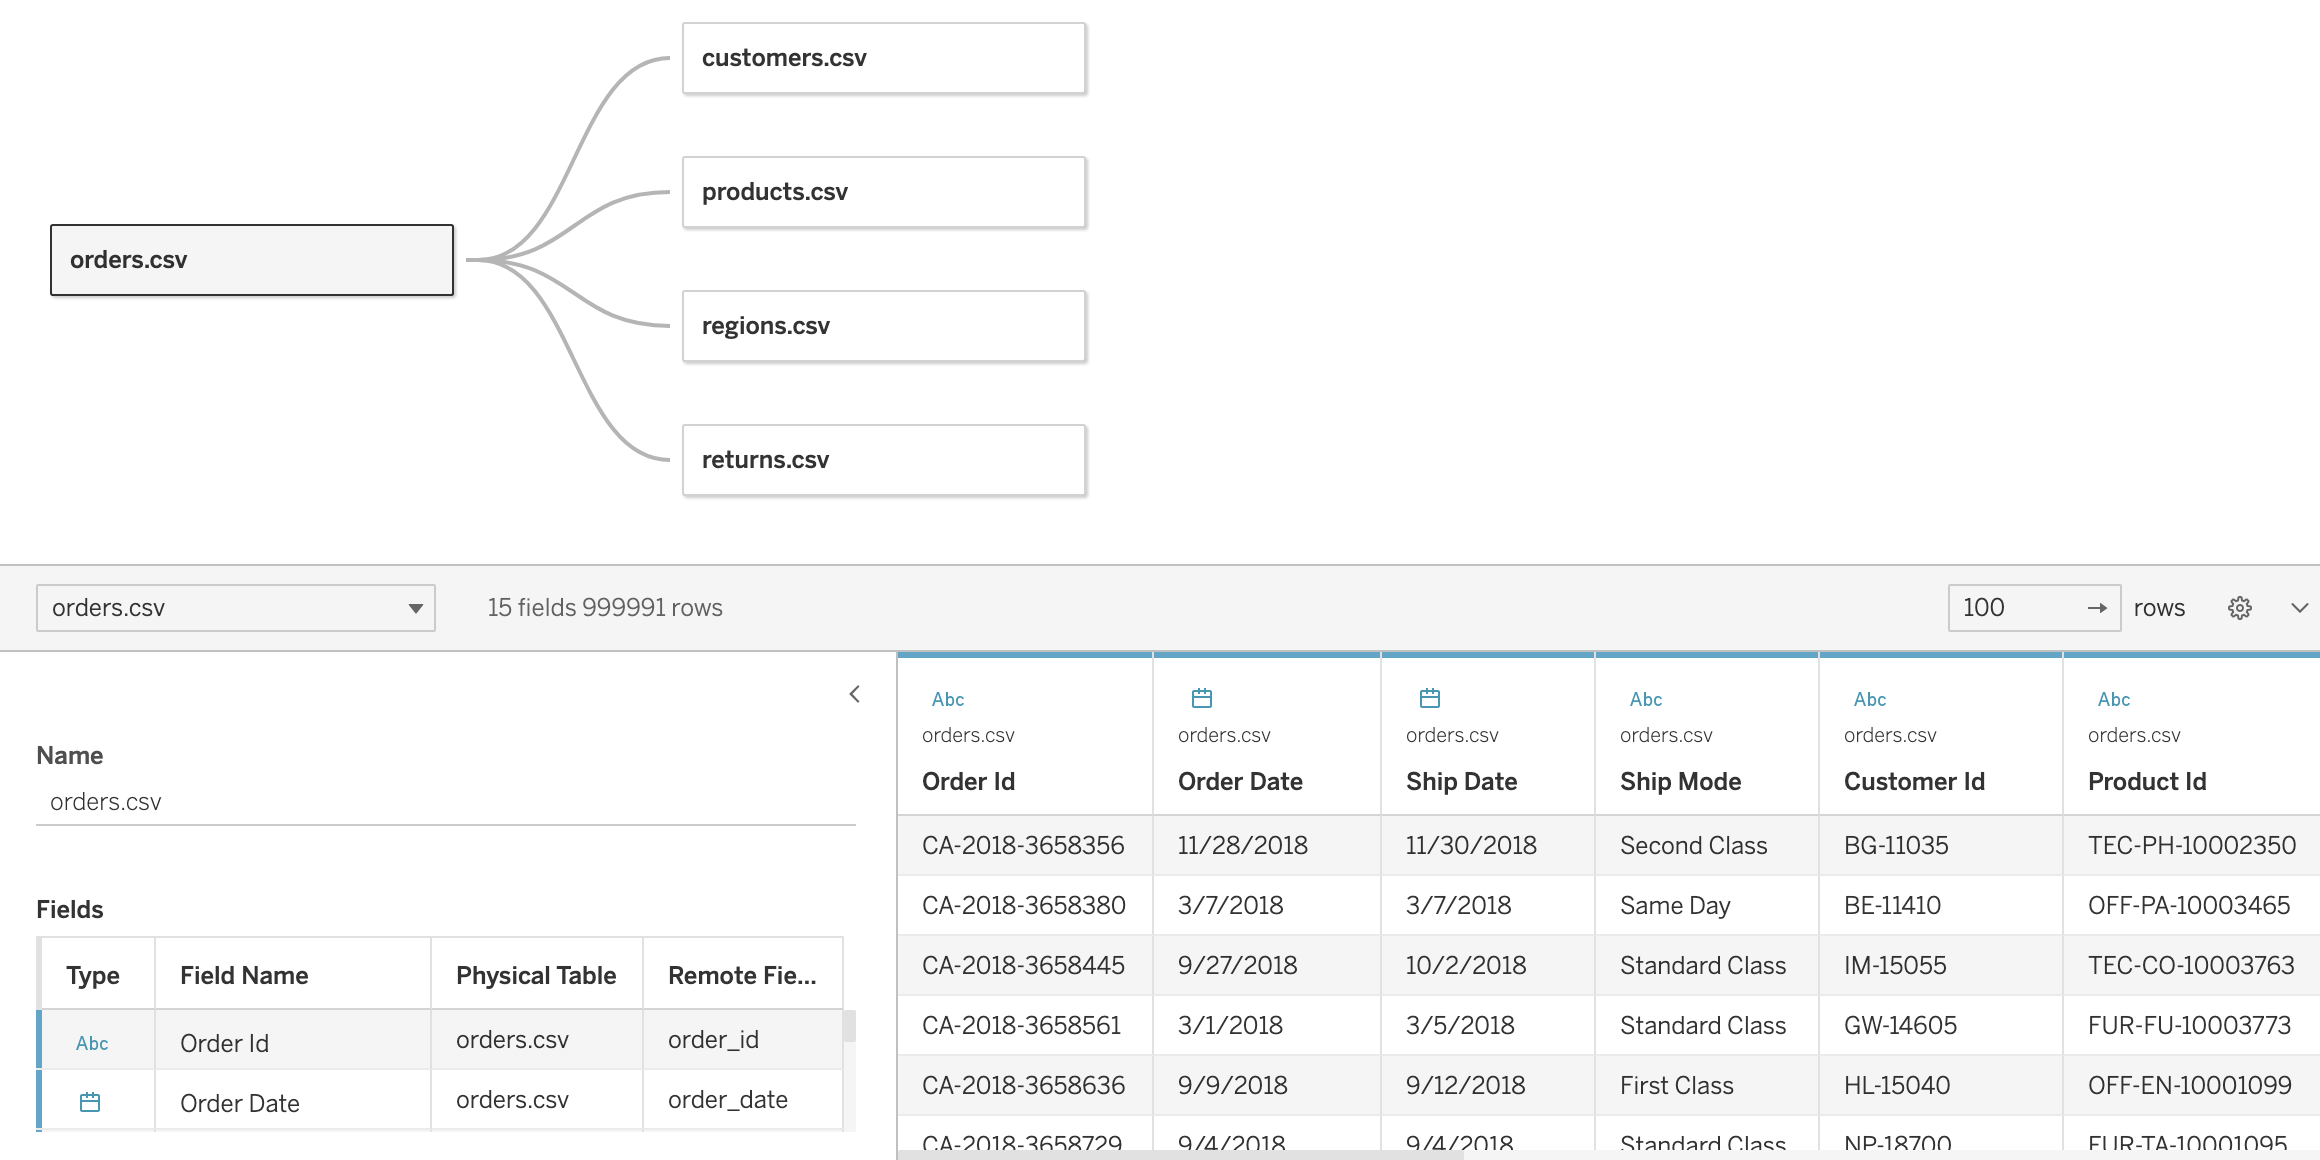 customers.csv
products.csv
orders.csv
regions.csv
returns.csv
orders.csv 15 fields 999991 rows 100 → rows
Name
orders.csv
Fields
Type Field Name Physical Table Remote Fie...
Abc Order Id orders.csv order_id
Order Date orders.csv order_date
Abc Abc Abc Abc
orders.csv orders.csv orders.csv orders.csv orders.csv orders.csv
Order Id Order Date Ship Date Ship Mode Customer Id Product Id
CA-2018-3658356 11/28/2018 11/30/2018 Second Class BG-11035 TEC-PH-10002350
CA-2018-3658380 3/7/2018 3/7/2018 Same Day BE-11410 OFF-PA-10003465
CA-2018-3658445 9/27/2018 10/2/2018 Standard Class IM-15055 TEC-CO-10003763
CA-2018-3658561 3/1/2018 3/5/2018 Standard Class GW-14605 FUR-FU-10003773
CA-2018-3658636 9/9/2018 9/12/2018 First Class HL-15040 OFF-EN-10001099
CA-2018-3658729 9/4/2018 9/4/2018 Standard Class NP-18700 FUR-TA-10001095